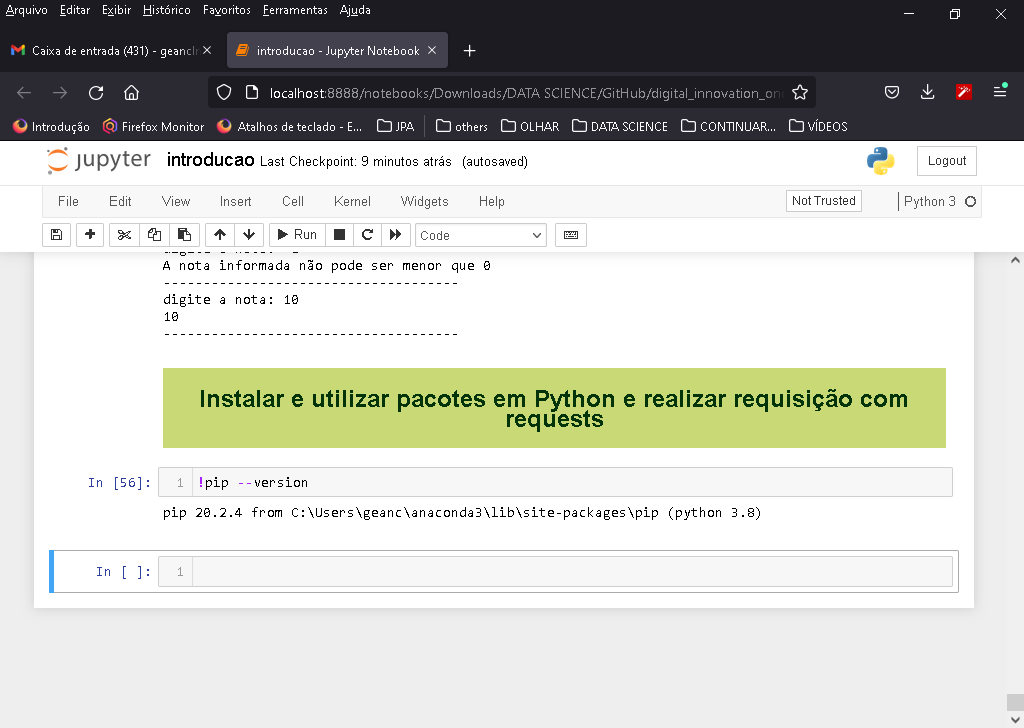 Arquivo Editar Exibir Histórico Favoritos Ferramentas Ajuda
Caixa de entrada (431) - geancl
introducao - Jupyter Notebook
localhost:8888/notebooks/Downloads/DATA SCIENCE/GitHub/digital_innovation_on
Introdução Firefox Monitor Atalhos de teclado - E... JPA others OLHAR DATA SCIENCE CONTINUAR... VÍDEOS
jupyter introducao Last Checkpoint: 9 minutos atrás (autosaved) Logout
File Edit View Insert Cell Kernel Widgets Help Not Trusted Python 3
Run Code
A nota informada não pode ser menor que 0
-------------------------------------
digite a nota: 10
10
-------------------------------------
Instalar e utilizar pacotes em Python e realizar requisição com
requests
In [56]: 1 !pip --version
pip 20.2.4 from C:\Users\geanc\anaconda3\lib\site-packages\pip (python 3.8)
In [ ]: 1